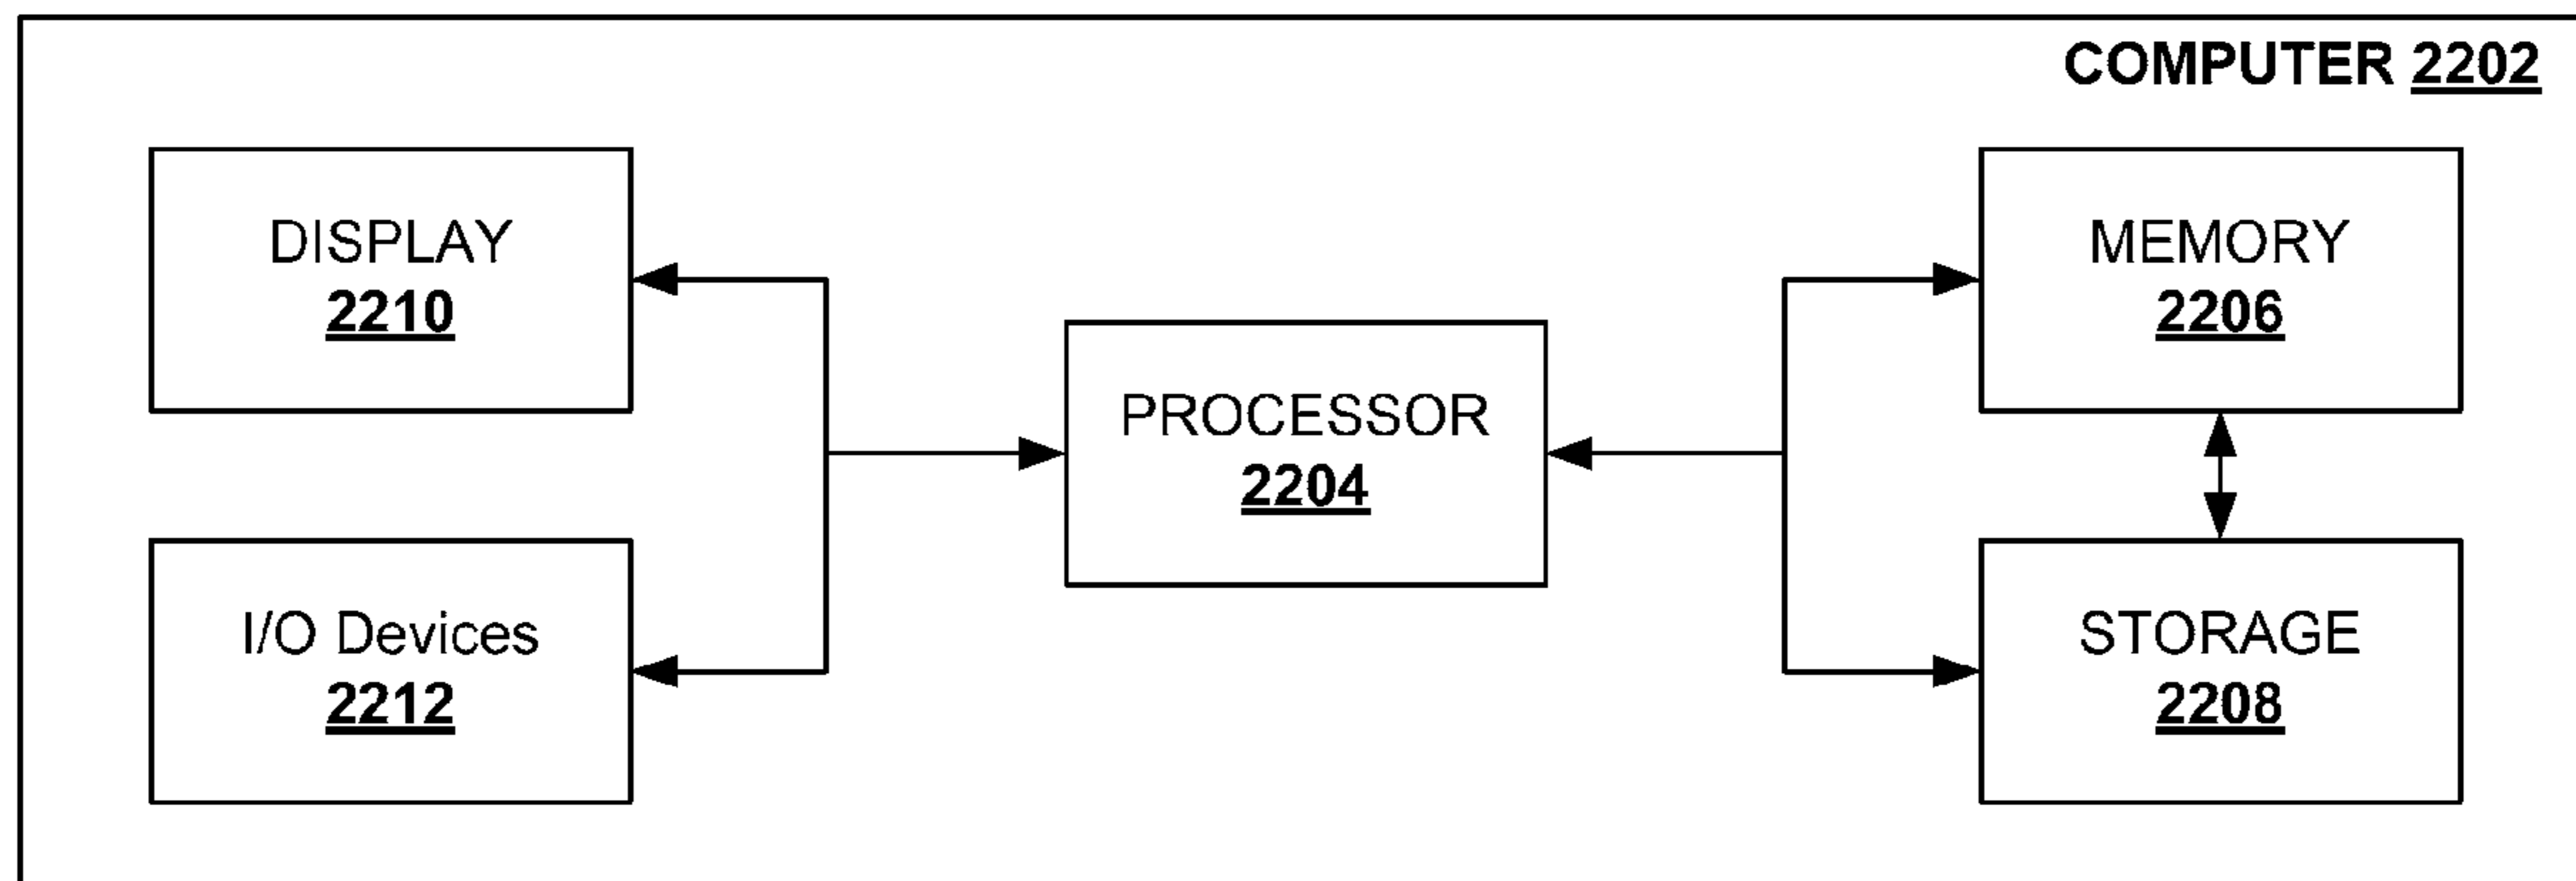 COMPUTER 2202
DISPLAY
2210
MEMORY
2206
PROCESSOR
2204
I/O Devices
2212
STORAGE
2208